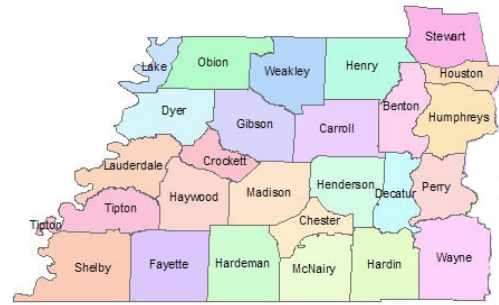 Stewart
Lake
Obion
Weakley
Henry
Houston
Dyer
Gibson
Carroll
Benton
Humphreys
Lauderdale
Crockett
Haywood
Madison
Henderson
Decatur
Perry
Tipton
Tipton
Chester
Shelby
Fayette
Hardeman
McNairy
Hardin
Wayne